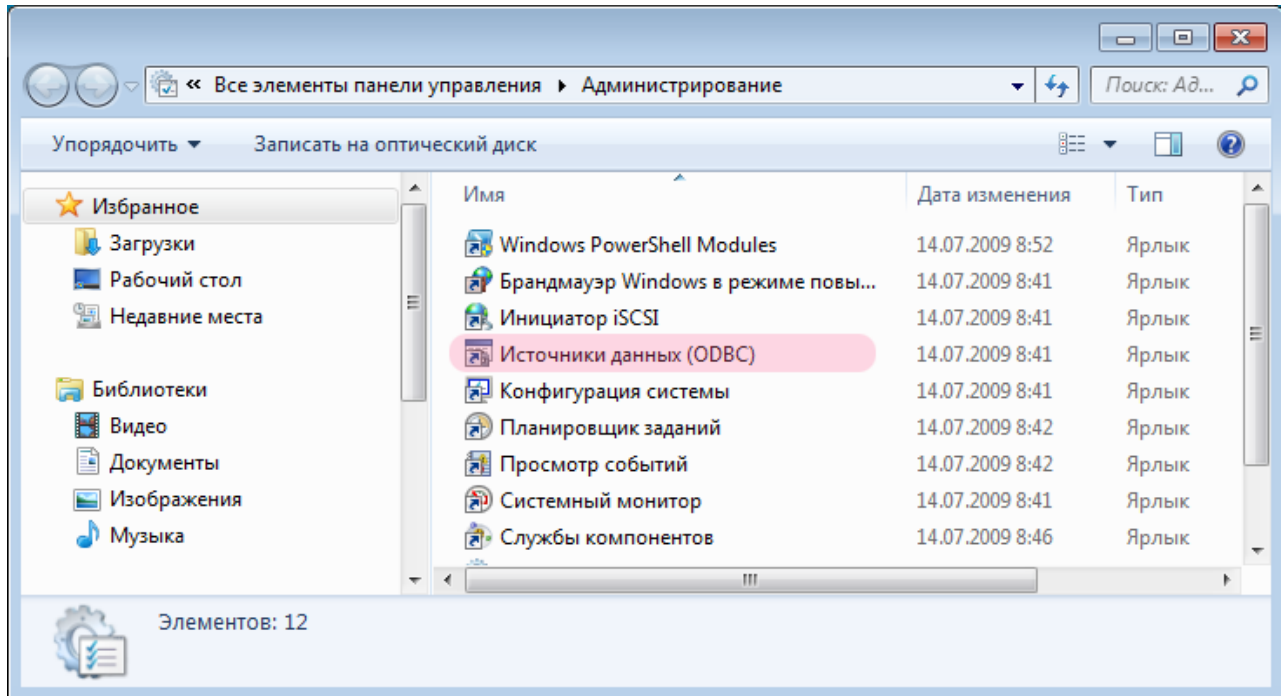 « Все элементы панели управления ▸ Администрирование
Поиск: Ад...
Упорядочить ▼ Записать на оптический диск
Избранное
Загрузки
Рабочий стол
Недавние места
Библиотеки
Видео
Документы
Изображения
Музыка
Имя Дата изменения Тип
Windows PowerShell Modules 14.07.2009 8:52 Ярлык
Брандмауэр Windows в режиме повы... 14.07.2009 8:41 Ярлык
Инициатор iSCSI 14.07.2009 8:41 Ярлык
Источники данных (ODBC) 14.07.2009 8:41 Ярлык
Конфигурация системы 14.07.2009 8:41 Ярлык
Планировщик заданий 14.07.2009 8:42 Ярлык
Просмотр событий 14.07.2009 8:42 Ярлык
Системный монитор 14.07.2009 8:41 Ярлык
Службы компонентов 14.07.2009 8:46 Ярлык
Элементов: 12